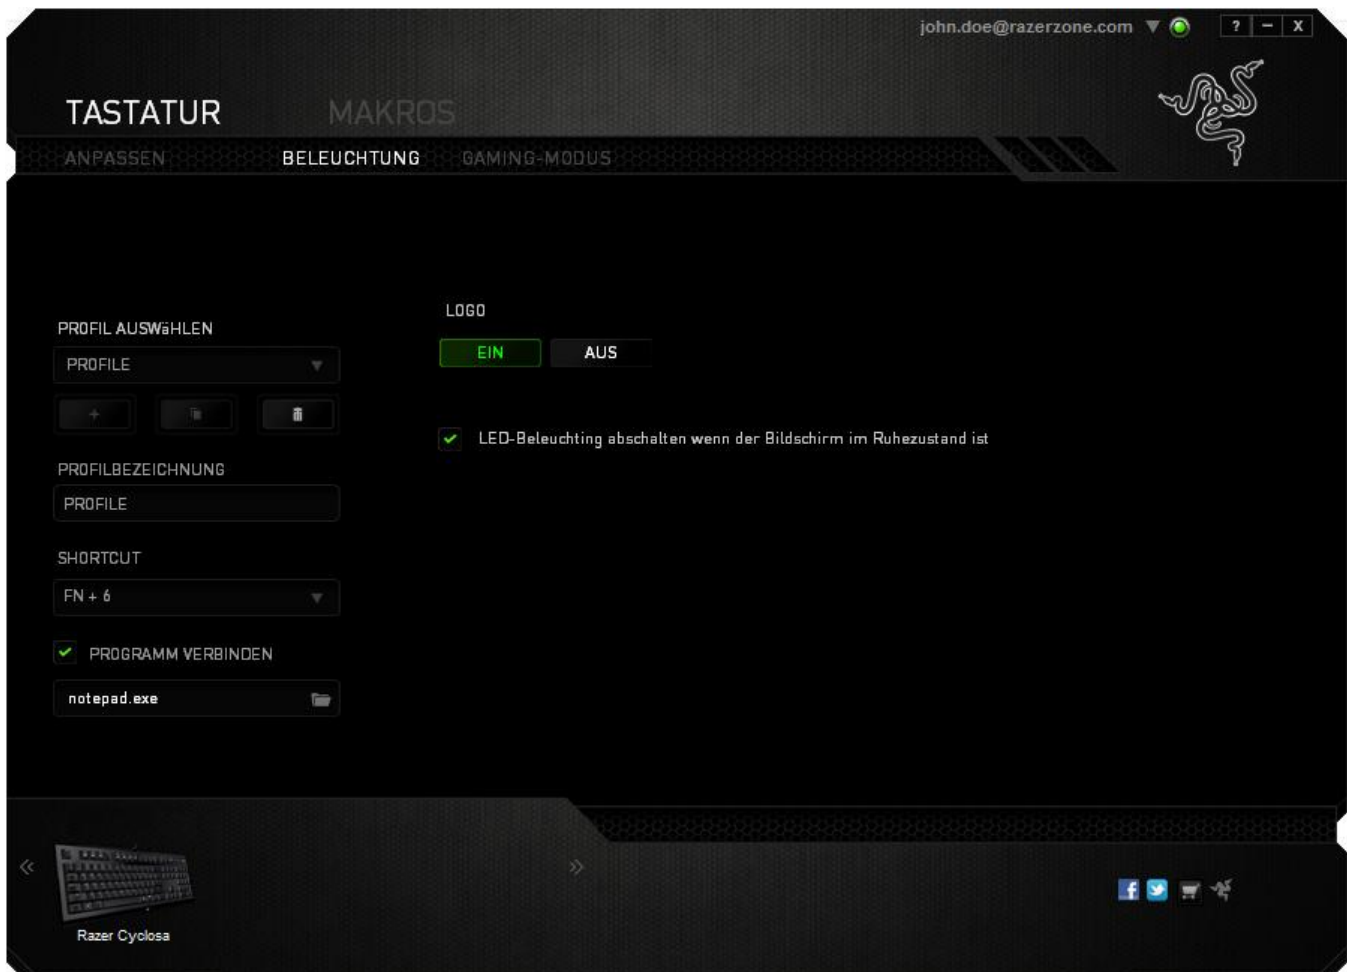 john.doe@razerzone.com ? – X
TASTATUR MAKROS
ANPASSEN BELEUCHTUNG GAMING-MODUS
LOGO
PROFIL AUSWäHLEN
EIN AUS
PROFILE
LED-Beleuchting abschalten wenn der Bildschirm im Ruhezustand ist
PROFILBEZEICHNUNG
PROFILE
SHORTCUT
FN + 6
PROGRAMM VERBINDEN
notepad.exe
Razer Cyclosa